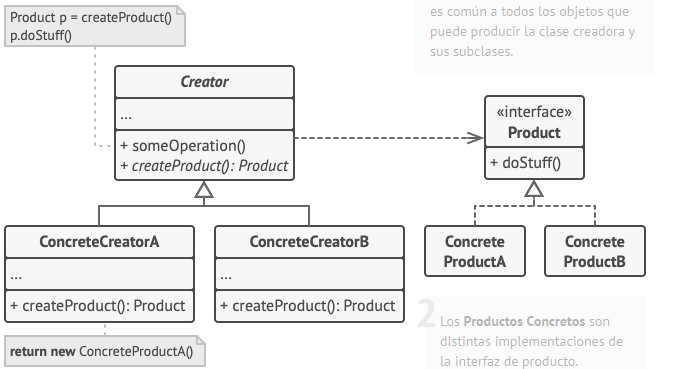 Product p = createProduct()
p.doStuff()
es común a todos los objetos que
puede producir la clase creadora y
sus subclases.
Creator
...
+ someOperation()
+ createProduct(): Product
«interface»
Product
+ doStuff()
ConcreteCreatorA
...
+ createProduct(): Product
ConcreteCreatorB
...
+ createProduct(): Product
Concrete
ProductA
Concrete
ProductB
return new ConcreteProductA()
2
Los Productos Concretos son
distintas implementaciones de
la interfaz de producto.